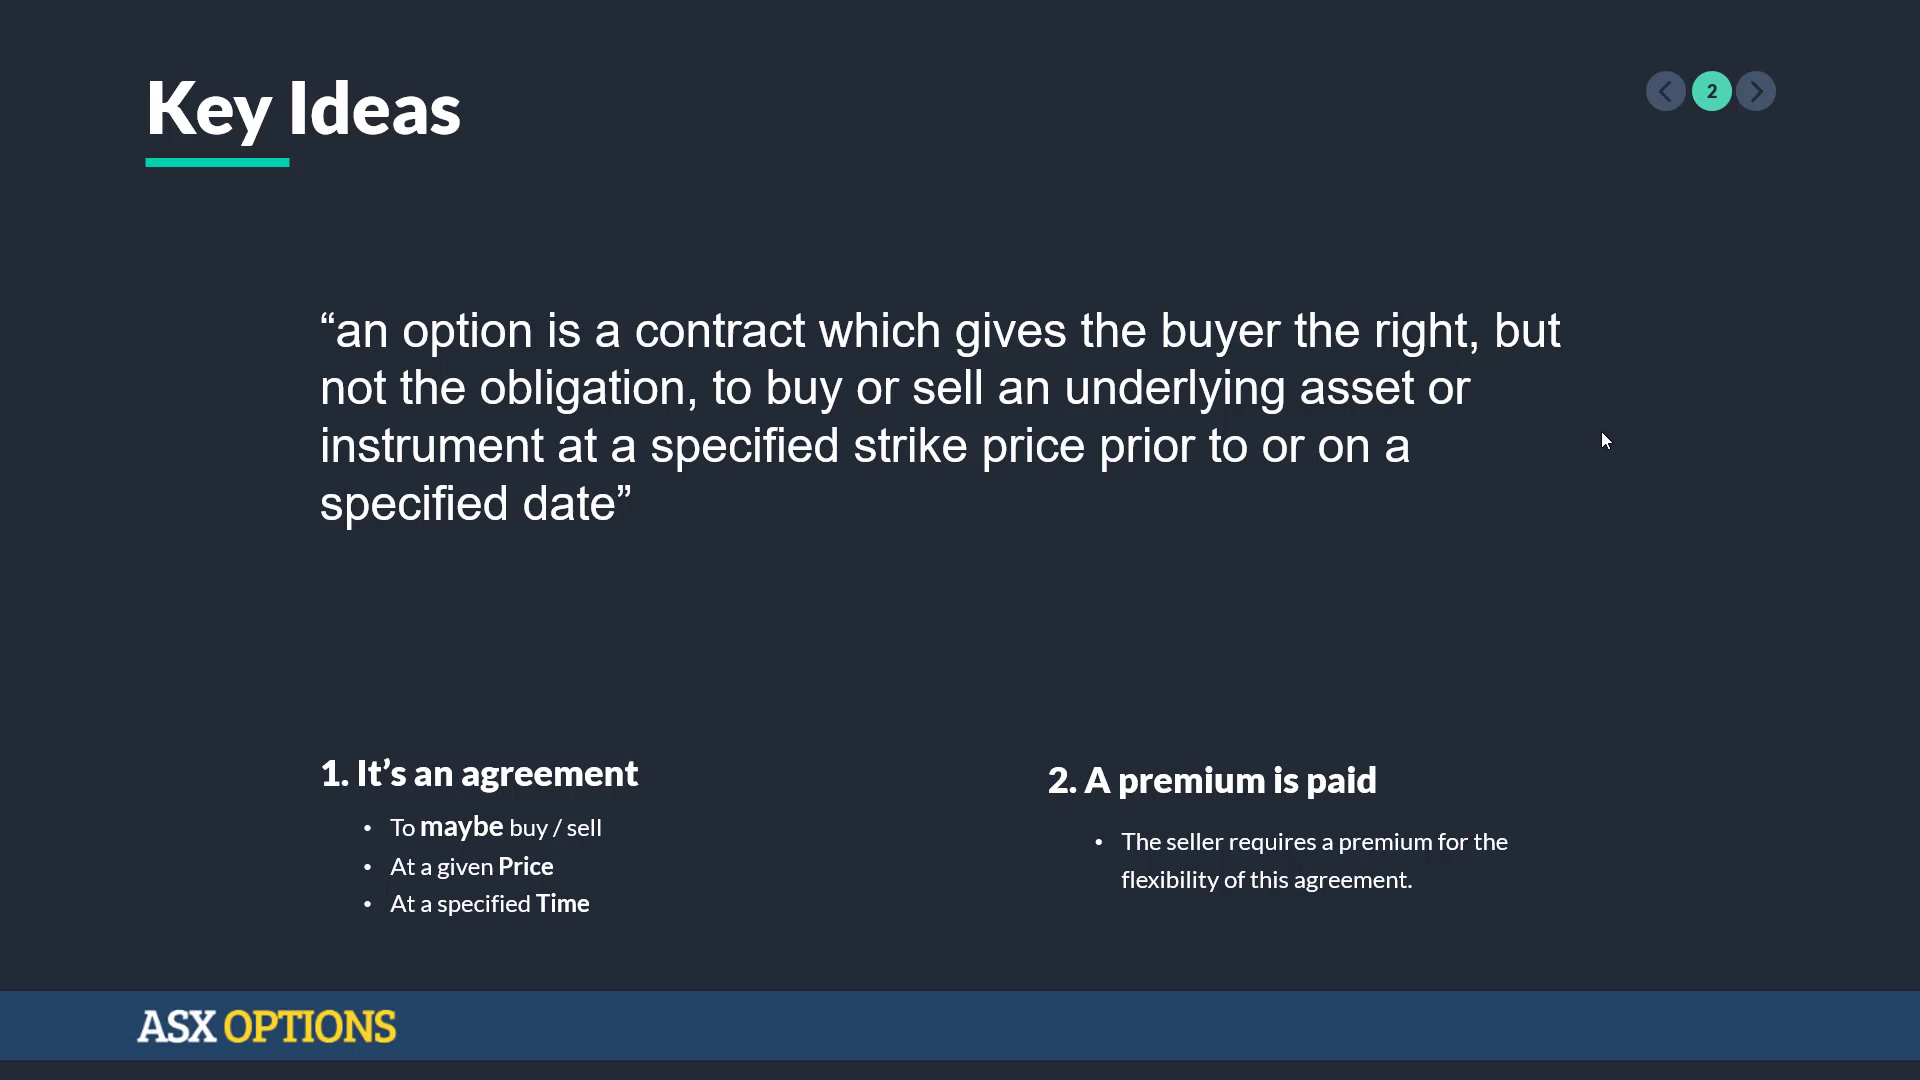 Key Ideas
2
“an option is a contract which gives the buyer the right, but
not the obligation, to buy or sell an underlying asset or
instrument at a specified strike price prior to or on a
specified date”
1. It’s an agreement
• To maybe buy / sell
• At a given Price
• At a specified Time
2. A premium is paid
• The seller requires a premium for the
flexibility of this agreement.
ASX OPTIONS